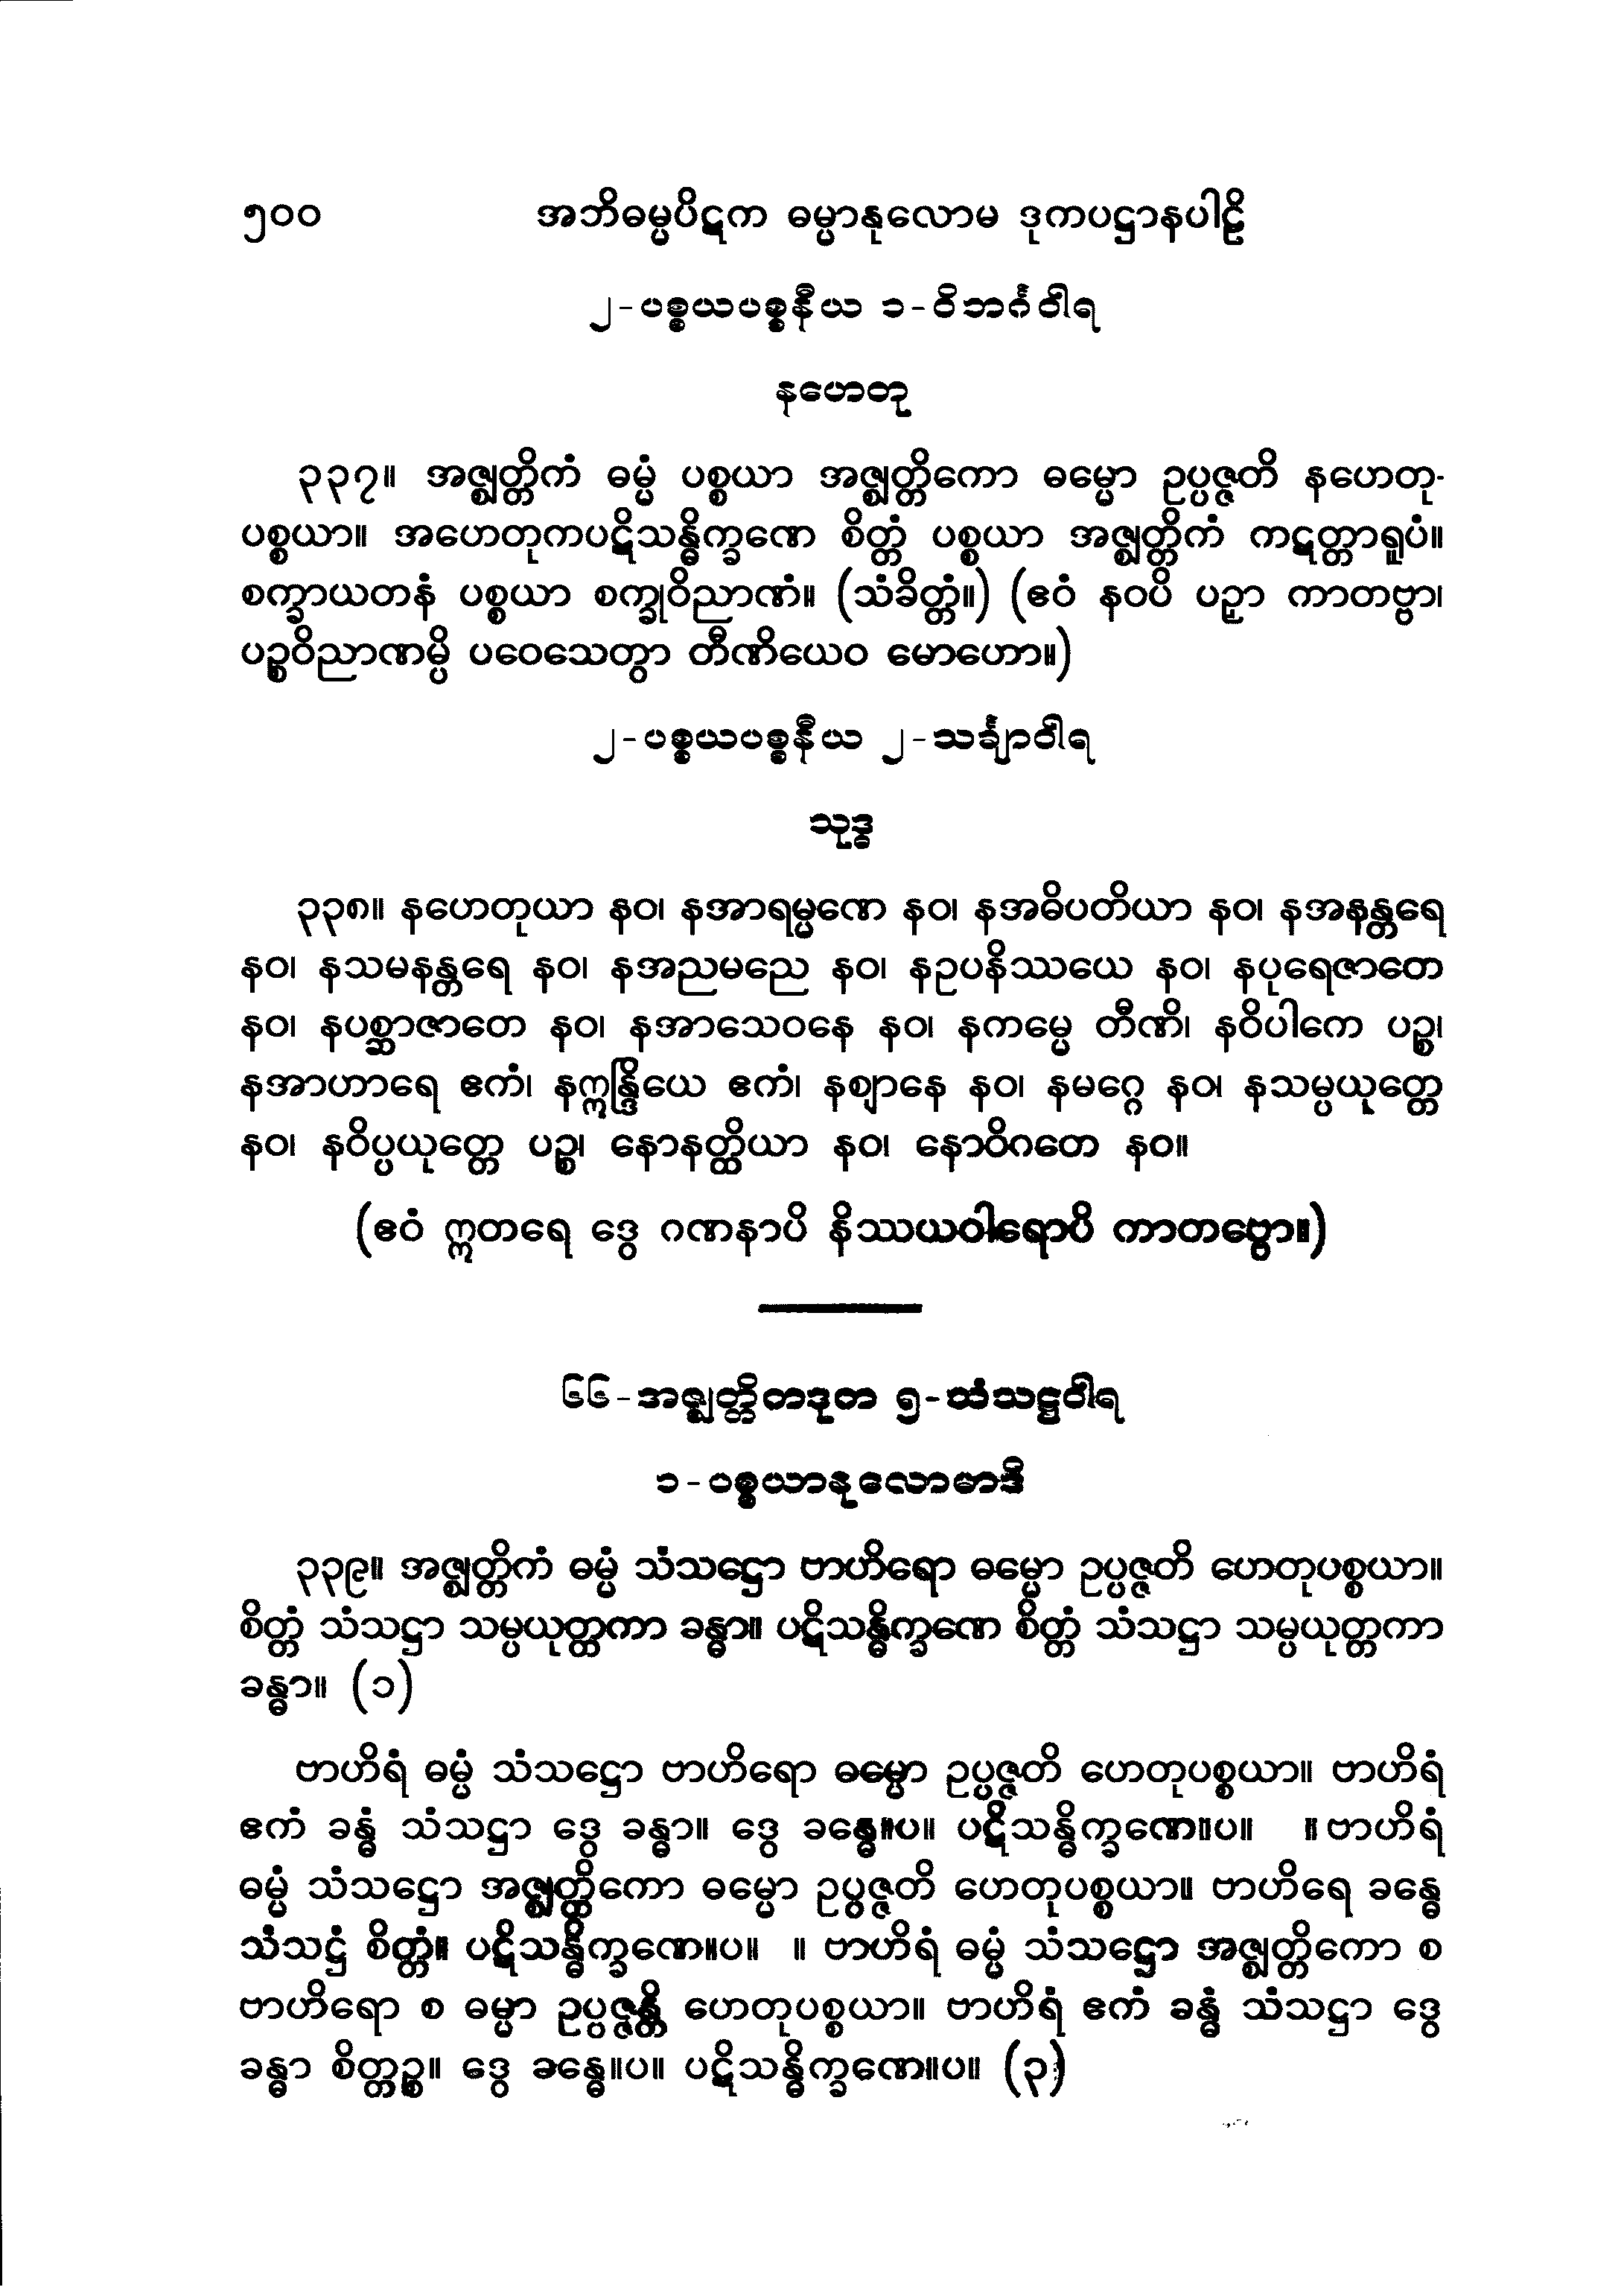 ၅၀၀ အဘိဓမ္မပိဋက ဓမ္မာနုလောမ ဒုကပဋ္ဌာနပါဠိ
၂-ပစ္စယပစ္စနီယ ၁-ဝိဘင်္ဂဝါရ
နဟေတု
၃၃၇။ အဇ္ဈတ္တိကံ ဓမ္မံ ပစ္စယာ အဇ္ဈတ္တိကော ဓမ္မော ဥပ္ပဇ္ဇတိ နဟေတု-
ပစ္စယာ။ အဟေတုကပဋိသန္ဓိက္ခဏေ စိတ္တံ ပစ္စယာ အဇ္ဈတ္တိကံ ကဋတ္တာရူပံ။
စက္ခာယတနံ ပစ္စယာ စက္ခုဝိညာဏံ။ (သံခိတ္တံ။) (ဧဝံ နဝပိ ပဉှာ ကာတဗ္ဗာ၊
ပဉ္စဝိညာဏမ္ပိ ပဝေသေတွာ တီဏိယေဝ မောဟော။)
၂-ပစ္စယပစ္စနီယ ၂-သင်္ချာဝါရ
သုဒ္ဓ
၃၃၈။ နဟေတုယာ နဝ၊ နအာရမ္မဏေ နဝ၊ နအဓိပတိယာ နဝ၊ နအနန္တရေ
နဝ၊ နသမနန္တရေ နဝ၊ နအညမညေ နဝ၊ နဥပနိဿယေ နဝ၊ နပုရေဇာတေ
နဝ၊ နပစ္ဆာဇာတေ နဝ၊ နအာသေဝနေ နဝ၊ နကမ္မေ တီဏိ၊ နဝိပါကေ ပဉ္စ၊
နအာဟာရေ ဧကံ၊ နဣန္ဒြိယေ ဧကံ၊ နဈာနေ နဝ၊ နမဂ္ဂေ နဝ၊ နသမ္ပယုတ္တေ
နဝ၊ နဝိပ္ပယုတ္တေ ပဉ္စ၊ နောနတ္ထိယာ နဝ၊ နောဝိဂတေ နဝ။
(ဧဝံ ဣတရေ ဒွေ ဂဏနာပိ နိဿယဝါရောပိ ကာတဗ္ဗော။)
၆၆-အဇ္ဈတ္တိကဒုက ၅-သံသဋ္ဌဝါရ
၁-ပစ္စယာနုလောမာဒိ
၃၃၉။ အဇ္ဈတ္တိကံ ဓမ္မံ သံသဋ္ဌော ဗာဟိရော ဓမ္မော ဥပ္ပဇ္ဇတိ ဟေတုပစ္စယာ။
စိတ္တံ သံသဋ္ဌာ သမ္ပယုတ္တကာ ခန္ဓာ။ ပဋိသန္ဓိက္ခဏေ စိတ္တံ သံသဋ္ဌာ သမ္ပယုတ္တကာ
ခန္ဓာ။ (၁)
ဗာဟိရံ ဓမ္မံ သံသဋ္ဌော ဗာဟိရော ဓမ္မော ဥပ္ပဇ္ဇတိ ဟေတုပစ္စယာ။ ဗာဟိရံ
ဧကံ ခန္ဓံ သံသဋ္ဌာ ဒွေ ခန္ဓာ။ ဒွေ ခန္ဓေ။ပ။ ပဋိသန္ဓိက္ခဏေ။ပ။ ။ ဗာဟိရံ
ဓမ္မံ သံသဋ္ဌော အဇ္ဈတ္တိကော ဓမ္မော ဥပ္ပဇ္ဇတိ ဟေတုပစ္စယာ။ ဗာဟိရေ ခန္ဓေ
သံသဋ္ဌံ စိတ္တံ။ ပဋိသန္ဓိက္ခဏေ။ပ။ ။ ဗာဟိရံ ဓမ္မံ သံသဋ္ဌော အဇ္ဈတ္တိကော စ
ဗာဟိရော စ ဓမ္မာ ဥပ္ပဇ္ဇန္တိ ဟေတုပစ္စယာ။ ဗာဟိရံ ဧကံ ခန္ဓံ သံသဋ္ဌာ ဒွေ
ခန္ဓာ စိတ္တဉ္စ။ ဒွေ ခန္ဓေ။ပ။ ပဋိသန္ဓိက္ခဏေ။ပ။ (၃)